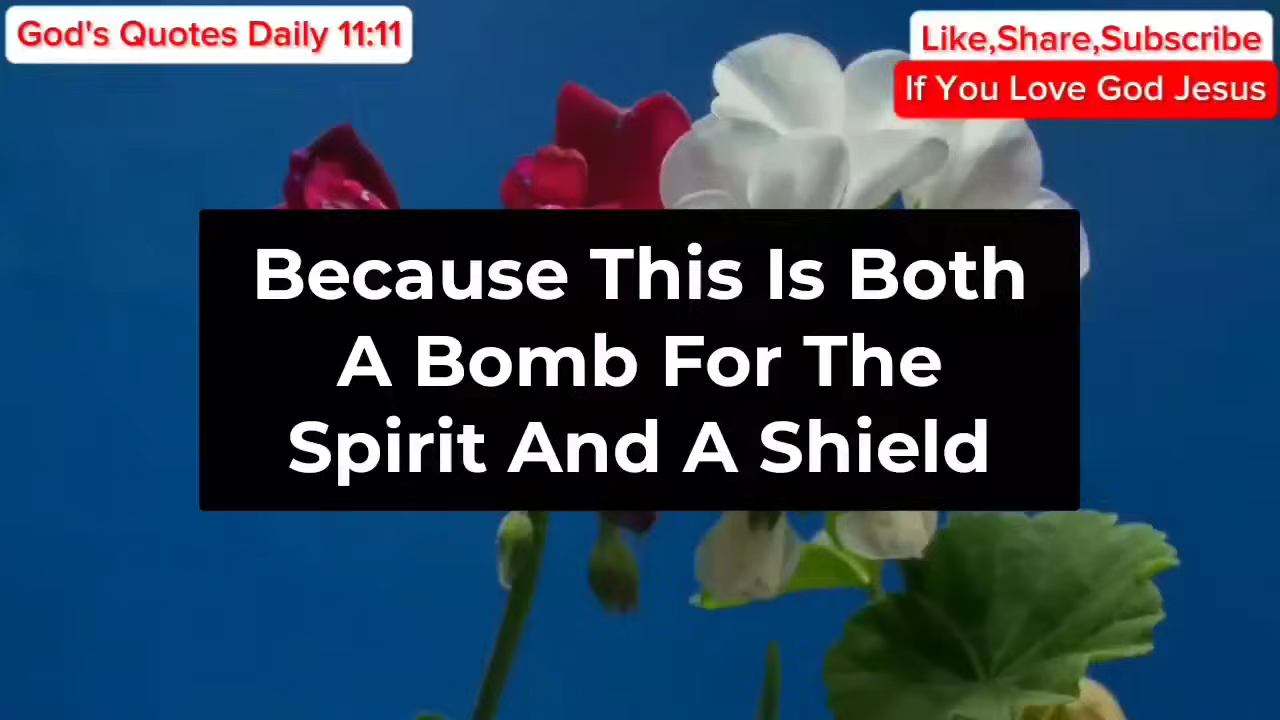 God's Quotes Daily 11:11
Like,Share,Subscribe
If You Love God Jesus
Because This Is Both
A Bomb For The
Spirit And A Shield